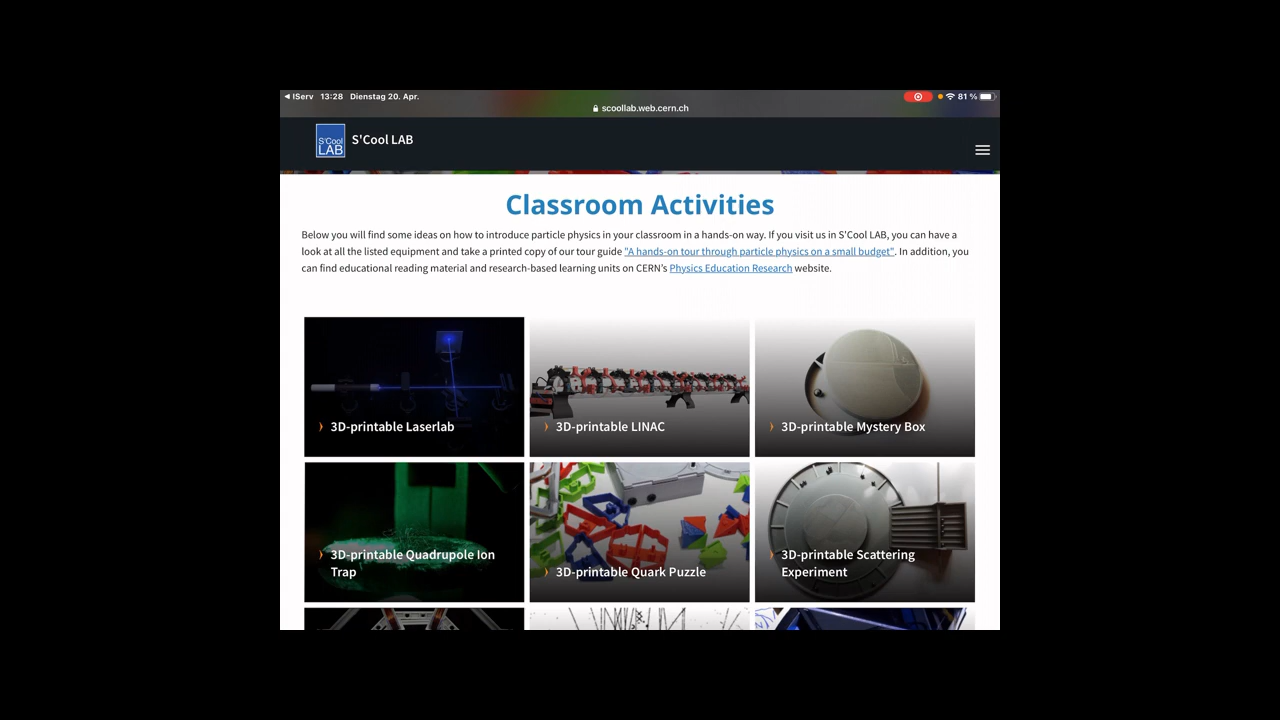 ◀ IServ 13:28 Dienstag 20. Apr. 81 %
scoollab.web.cern.ch
S'Cool
LAB
S'Cool LAB
Classroom Activities
Below you will find some ideas on how to introduce particle physics in your classroom in a hands-on way. If you visit us in S'Cool LAB, you can have a
look at all the listed equipment and take a printed copy of our tour guide "A hands-on tour through particle physics on a small budget". In addition, you
can find educational reading material and research-based learning units on CERN's Physics Education Research website.
3D-printable Laserlab
3D-printable LINAC
3D-printable Mystery Box
3D-printable Quadrupole Ion
Trap
3D-printable Quark Puzzle
3D-printable Scattering
Experiment